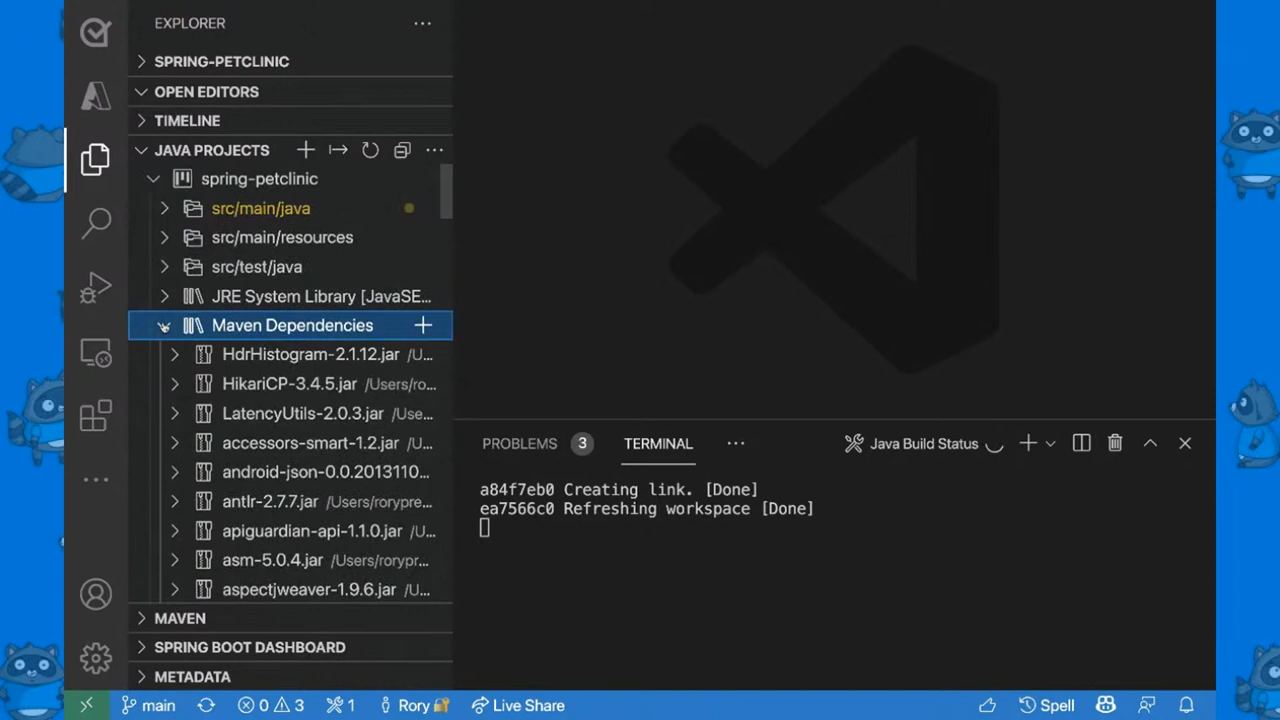 EXPLORER
SPRING-PETCLINIC
OPEN EDITORS
TIMELINE
JAVA PROJECTS
spring-petclinic
src/main/java
src/main/resources
src/test/java
JRE System Library [JavaSE...
Maven Dependencies
HdrHistogram-2.1.12.jar /U...
HikariCP-3.4.5.jar /Users/ro...
LatencyUtils-2.0.3.jar /Use...
accessors-smart-1.2.jar /U...
android-json-0.0.2013110...
antlr-2.7.7.jar /Users/rorypre...
apiguardian-api-1.1.0.jar /U...
asm-5.0.4.jar /Users/rorypr...
aspectjweaver-1.9.6.jar /U...
MAVEN
SPRING BOOT DASHBOARD
METADATA
PROBLEMS 3 TERMINAL ... Java Build Status
a84f7eb0 Creating link. [Done]
ea7566c0 Refreshing workspace [Done]
main 0 3 1 Rory Live Share Spell